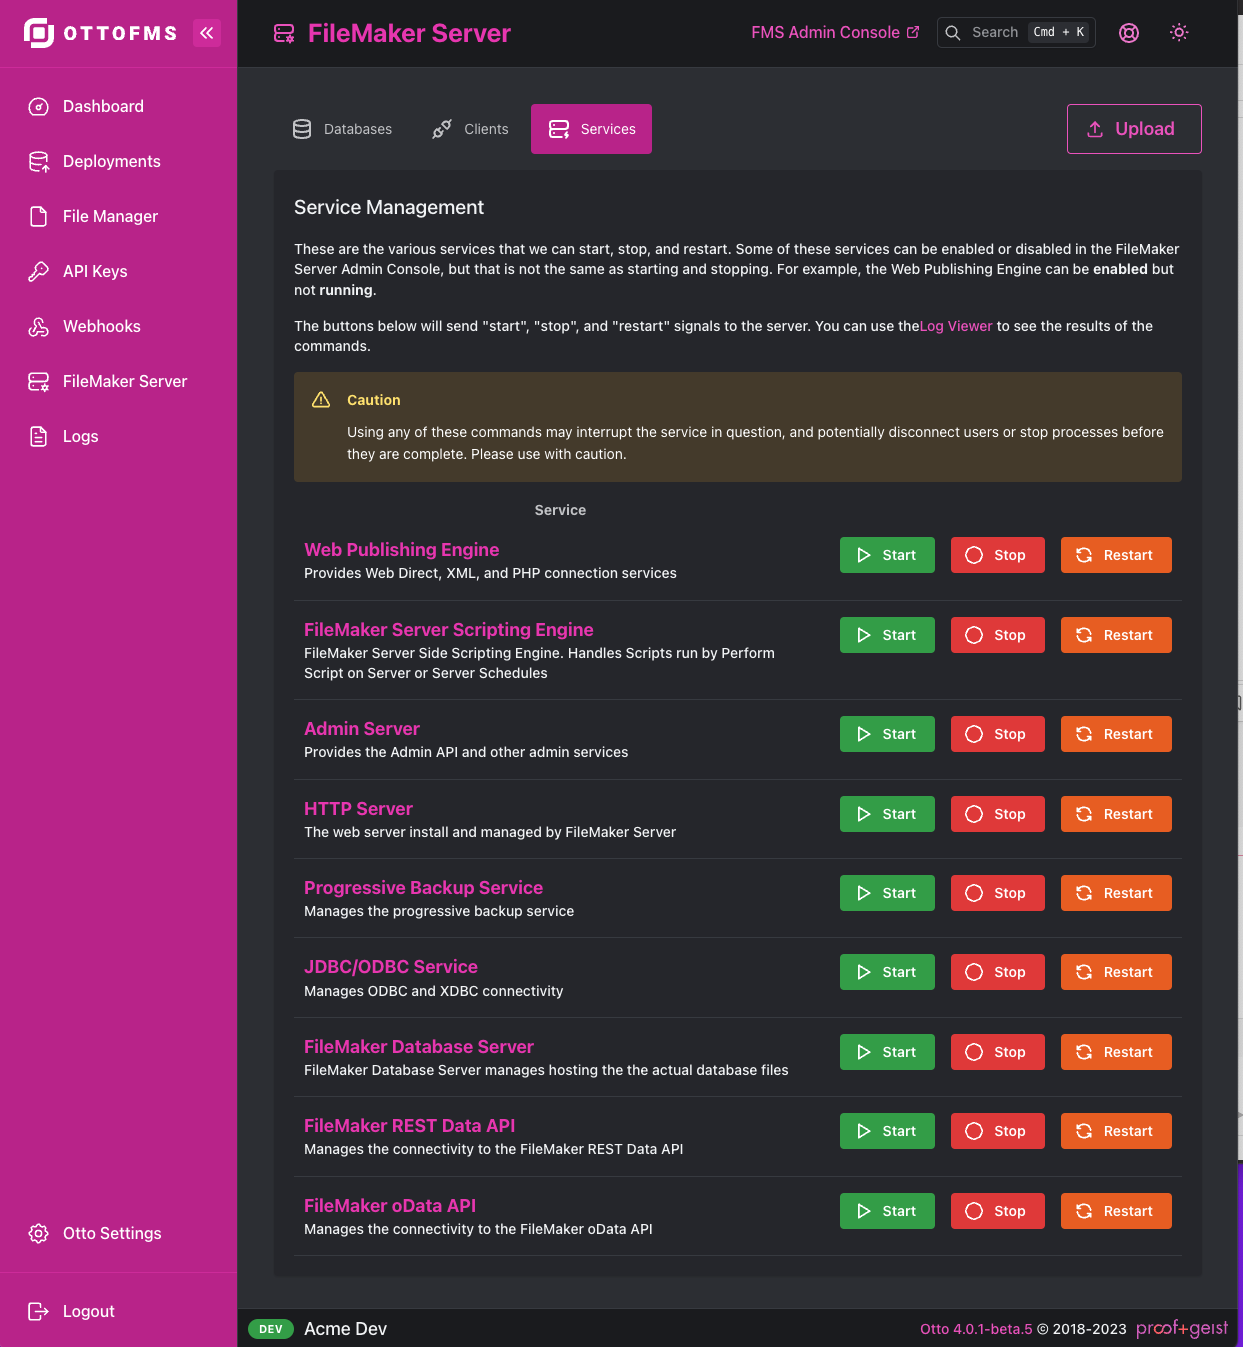 OTTOFMS
FileMaker Server
FMS Admin Console
Search
Cmd + K
Dashboard
Deployments
File Manager
API Keys
Webhooks
FileMaker Server
Logs
Otto Settings
Logout
Databases
Clients
Services
Upload
Service Management
These are the various services that we can start, stop, and restart. Some of these services can be enabled or disabled in the FileMaker
Server Admin Console, but that is not the same as starting and stopping. For example, the Web Publishing Engine can be enabled but
not running.
The buttons below will send "start", "stop", and "restart" signals to the server. You can use theLog Viewer to see the results of the
commands.
Caution
Using any of these commands may interrupt the service in question, and potentially disconnect users or stop processes before
they are complete. Please use with caution.
Service
Web Publishing Engine
Provides Web Direct, XML, and PHP connection services
Start
Stop
Restart
FileMaker Server Scripting Engine
FileMaker Server Side Scripting Engine. Handles Scripts run by Perform
Script on Server or Server Schedules
Start
Stop
Restart
Admin Server
Provides the Admin API and other admin services
Start
Stop
Restart
HTTP Server
The web server install and managed by FileMaker Server
Start
Stop
Restart
Progressive Backup Service
Manages the progressive backup service
Start
Stop
Restart
JDBC/ODBC Service
Manages ODBC and XDBC connectivity
Start
Stop
Restart
FileMaker Database Server
FileMaker Database Server manages hosting the the actual database files
Start
Stop
Restart
FileMaker REST Data API
Manages the connectivity to the FileMaker REST Data API
Start
Stop
Restart
FileMaker oData API
Manages the connectivity to the FileMaker oData API
Start
Stop
Restart
DEV
Acme Dev
Otto 4.0.1-beta.5 © 2018-2023
proof+geist